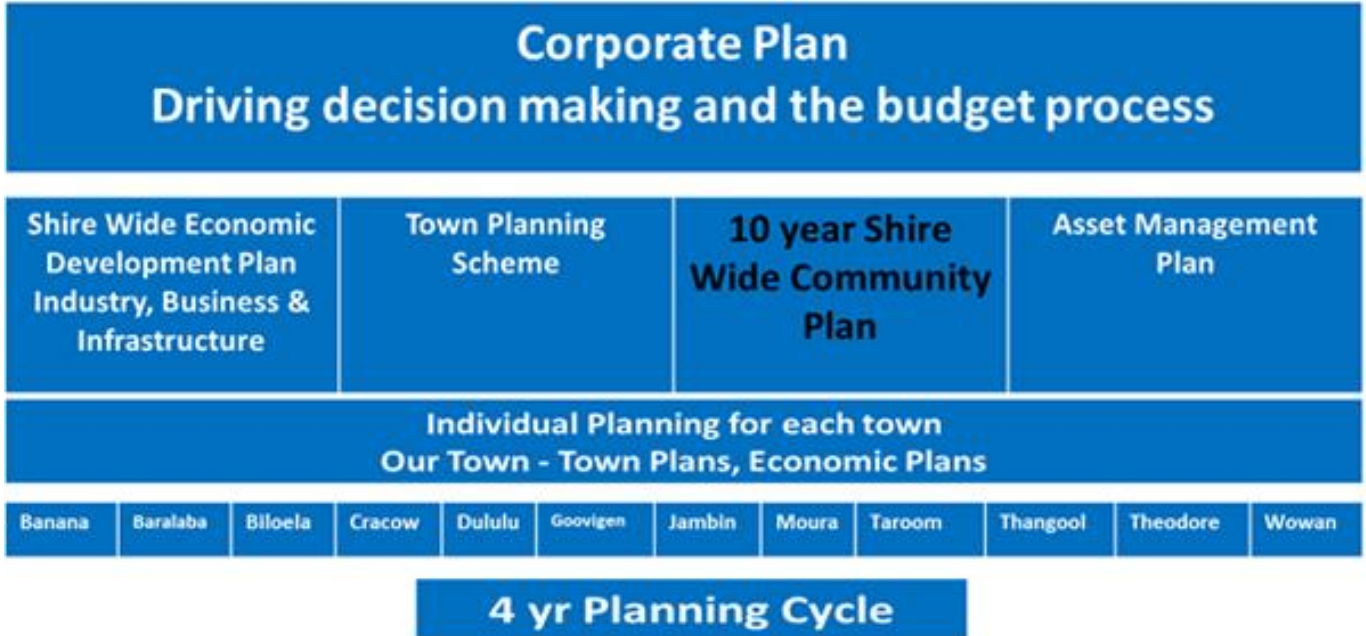 Corporate Plan
Driving decision making and the budget process
Shire Wide Economic
Development Plan
Industry, Business &
Infrastructure
Town Planning
Scheme
10 year Shire
Wide Community
Plan
Asset Management
Plan
Individual Planning for each town
Our Town - Town Plans, Economic Plans
Banana
Baralaba
Biloela
Cracow
Dululu
Goovigen
Jambin
Moura
Taroom
Thangool
Theodore
Wowan
4 yr Planning Cycle